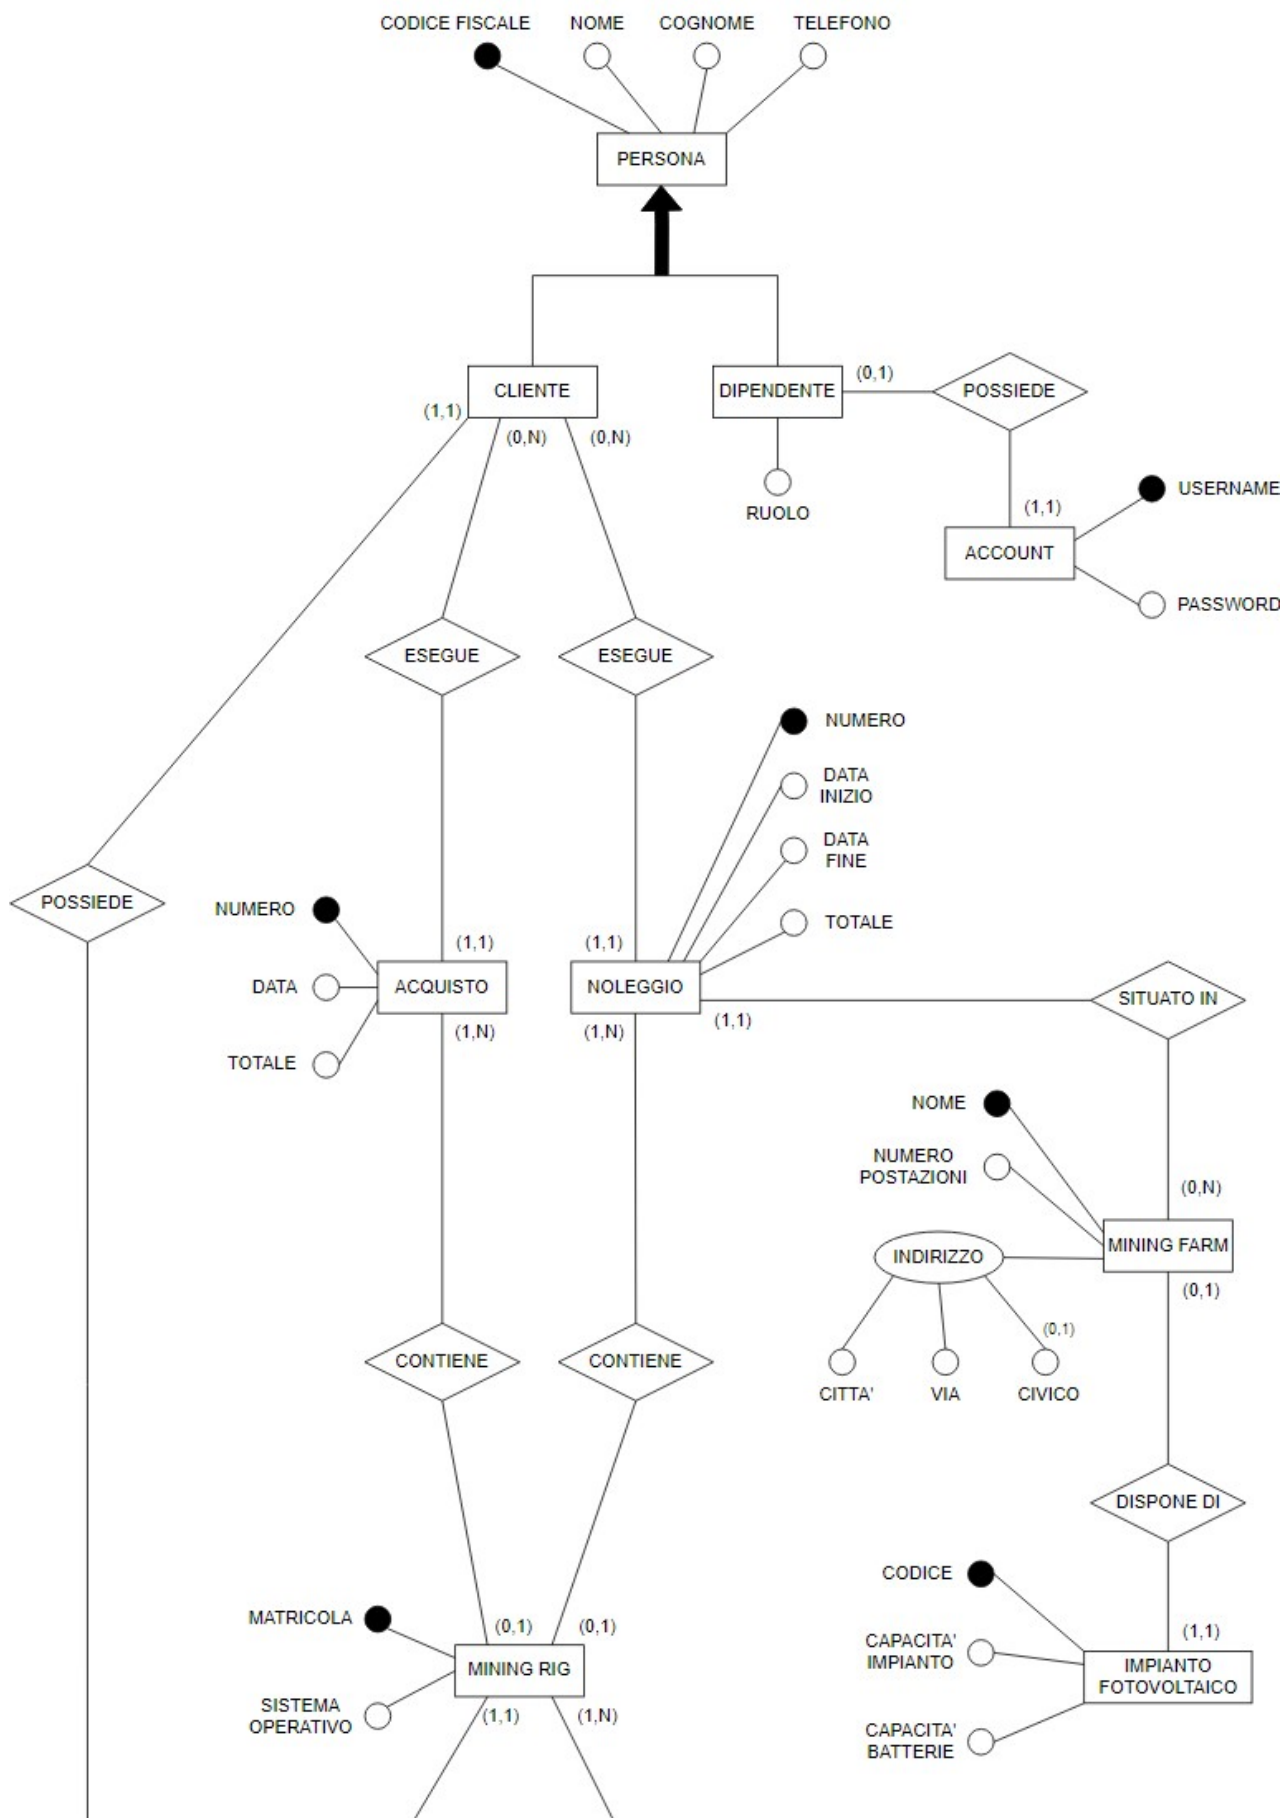 CODICE FISCALE
NOME
COGNOME
TELEFONO
PERSONA
CLIENTE
(1,1)
(0,N)
(0,N)
DIPENDENTE
(0,1)
POSSIEDE
RUOLO
(1,1)
USERNAME
ACCOUNT
PASSWORD
ESEGUE
ESEGUE
NUMERO
DATA
INIZIO
DATA
FINE
TOTALE
POSSIEDE
NUMERO
DATA
TOTALE
(1,1)
ACQUISTO
(1,N)
(1,1)
NOLEGGIO
(1,N)
(1,1)
SITUATO IN
NOME
NUMERO
POSTAZIONI
(0,N)
MINING FARM
(0,1)
INDIRIZZO
(0,1)
CITTA'
VIA
CIVICO
CONTIENE
CONTIENE
DISPONE DI
CODICE
CAPACITA'
IMPIANTO
CAPACITA'
BATTERIE
(1,1)
IMPIANTO
FOTOVOLTAICO
MATRICOLA
SISTEMA
OPERATIVO
(0,1)
(0,1)
MINING RIG
(1,1)
(1,N)